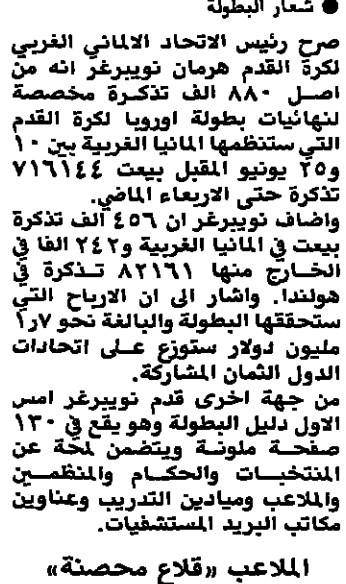 ● شعار البطولة
صرح رئيس الاتحاد الالماني الغربي
لكرة القدم هرمان نويبرغر انه من
اصل ٨٨٠ الف تذكرة مخصصة
لنهائيات بطولة اوروبا لكرة القدم
التي ستنظمها المانيا الغربية بين ١٠
و٢٥ يونيو المقبل بيعت ٧١٦١٤٤
تذكرة حتى الاربعاء الماضي.
واضاف نويبرغر ان ٤٥٦ الف تذكرة
بيعت في المانيا الغربية و٢٤٢ الفا في
الخارج منها ٨٢١٦١ تذكرة في
هولندا. واشار الى ان الارباح التي
ستحققها البطولة والبالغة نحو ٧ر١
مليون دولار ستوزع على اتحادات
الدول الثمان المشاركة.
من جهة اخرى قدم نويبرغر امس
الاول دليل البطولة وهو يقع في ١٣٠
صفحة ملونة ويتضمن لمحة عن
المنتخبات والحكام والمنظمين
والملاعب وميادين التدريب وعناوين
مكاتب البريد المستشفيات.
الملاعب «قلاع محصنة»